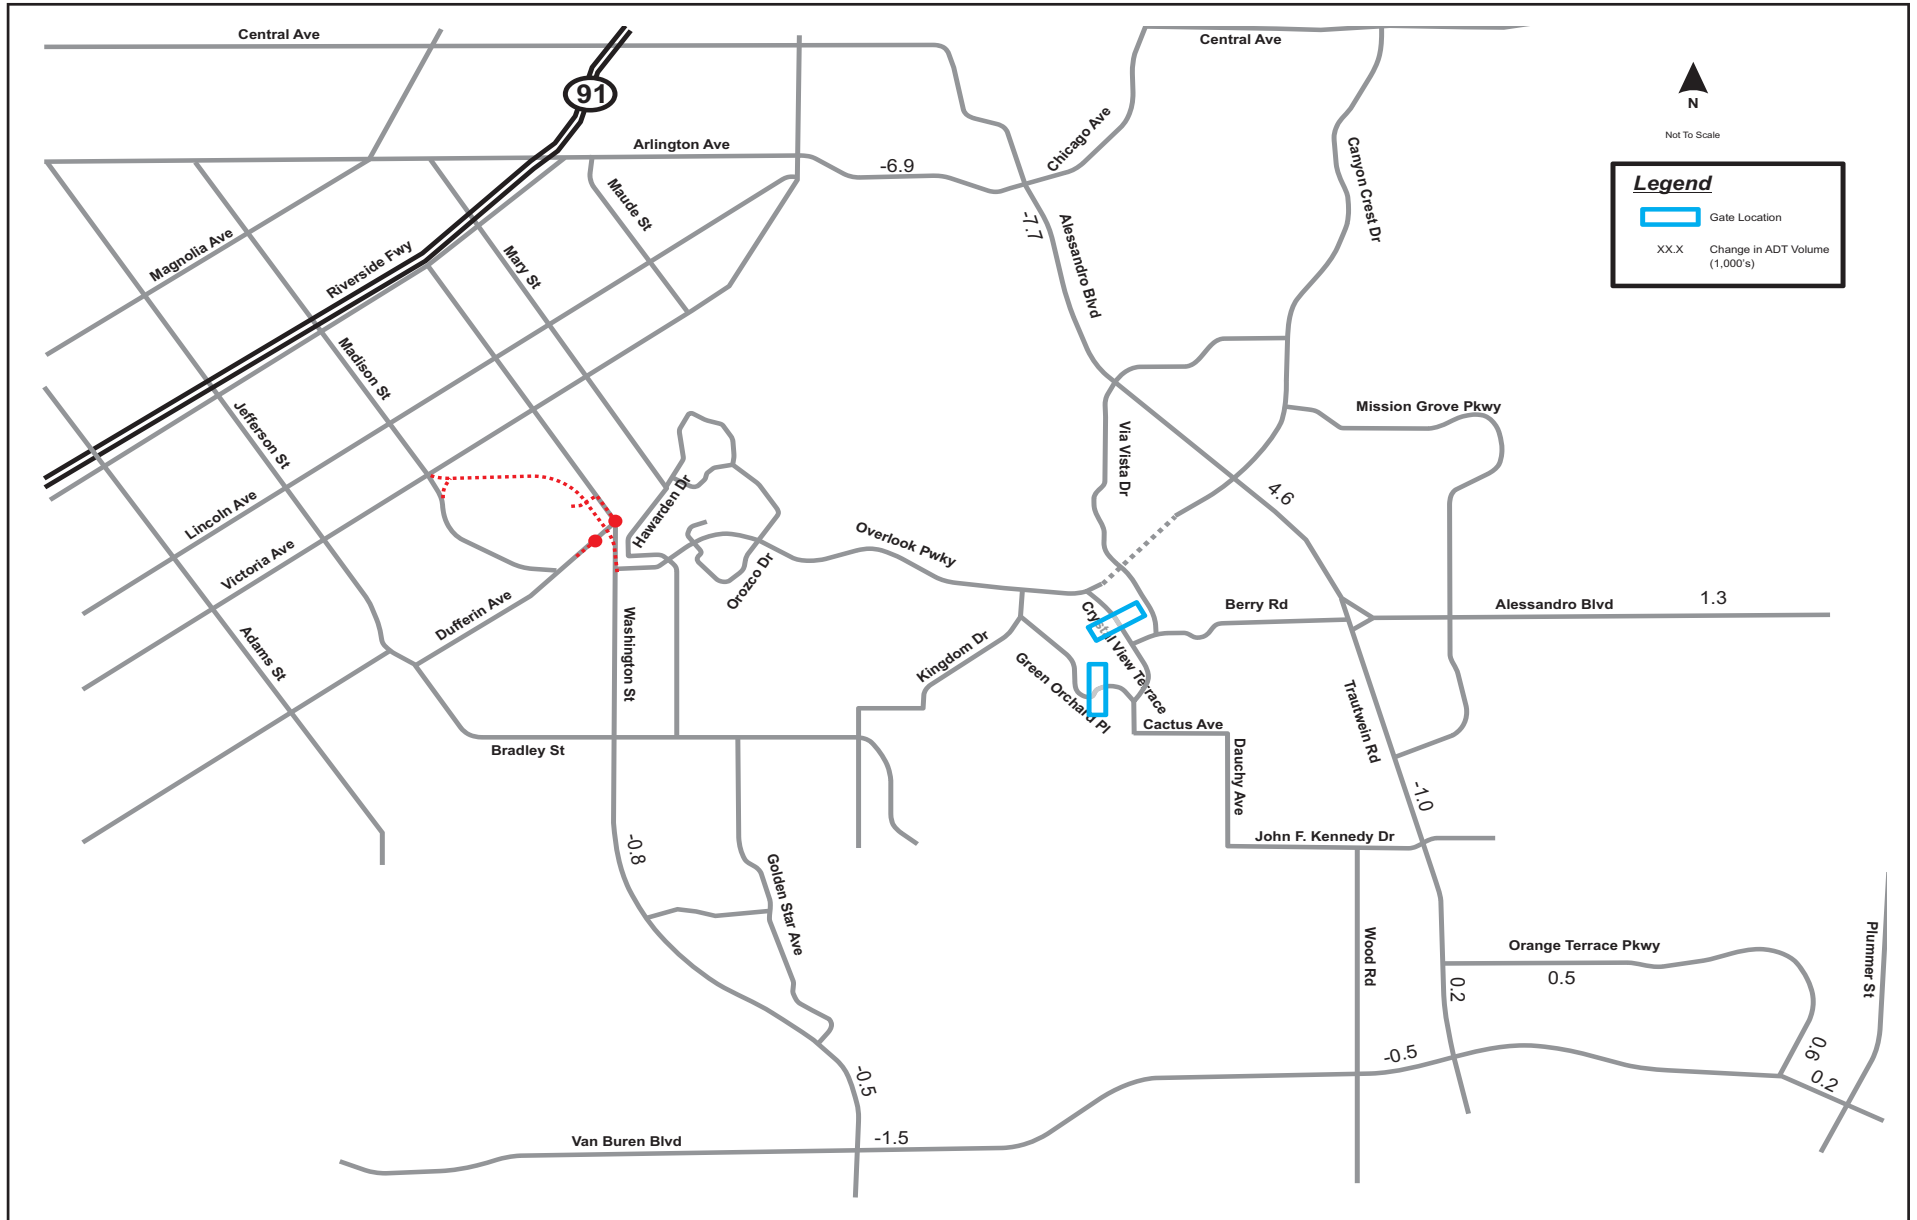 Central Ave
Central Ave
91
N
Not To Scale
Arlington Ave
-6.9
Chicago Ave
Canyon Crest Dr
Legend
Gate Location
XX.X Change in ADT Volume
(1,000's)
Maude St
-7.7
Alessandro Blvd
Magnolia Ave
Riverside Fwy
Mary St
Madison St
Jefferson St
Mission Grove Pkwy
Via Vista Dr
4.6
Lincoln Ave
Hawarden Dr
Victoria Ave
Overlook Pwky
Orozco Dr
Dufferin Ave
Adams St
Washington St
Crystal View Terrace
Berry Rd
Alessandro Blvd
1.3
Kingdom Dr
Green Orchard Pl
Cactus Ave
Trautwein Rd
Bradley St
Dauchy Ave
-1.0
John F. Kennedy Dr
-0.8
Golden Star Ave
Wood Rd
Orange Terrace Pkwy
0.5
Plummer St
0.2
-0.5
0.6
0.2
-0.5
Van Buren Blvd
-1.5